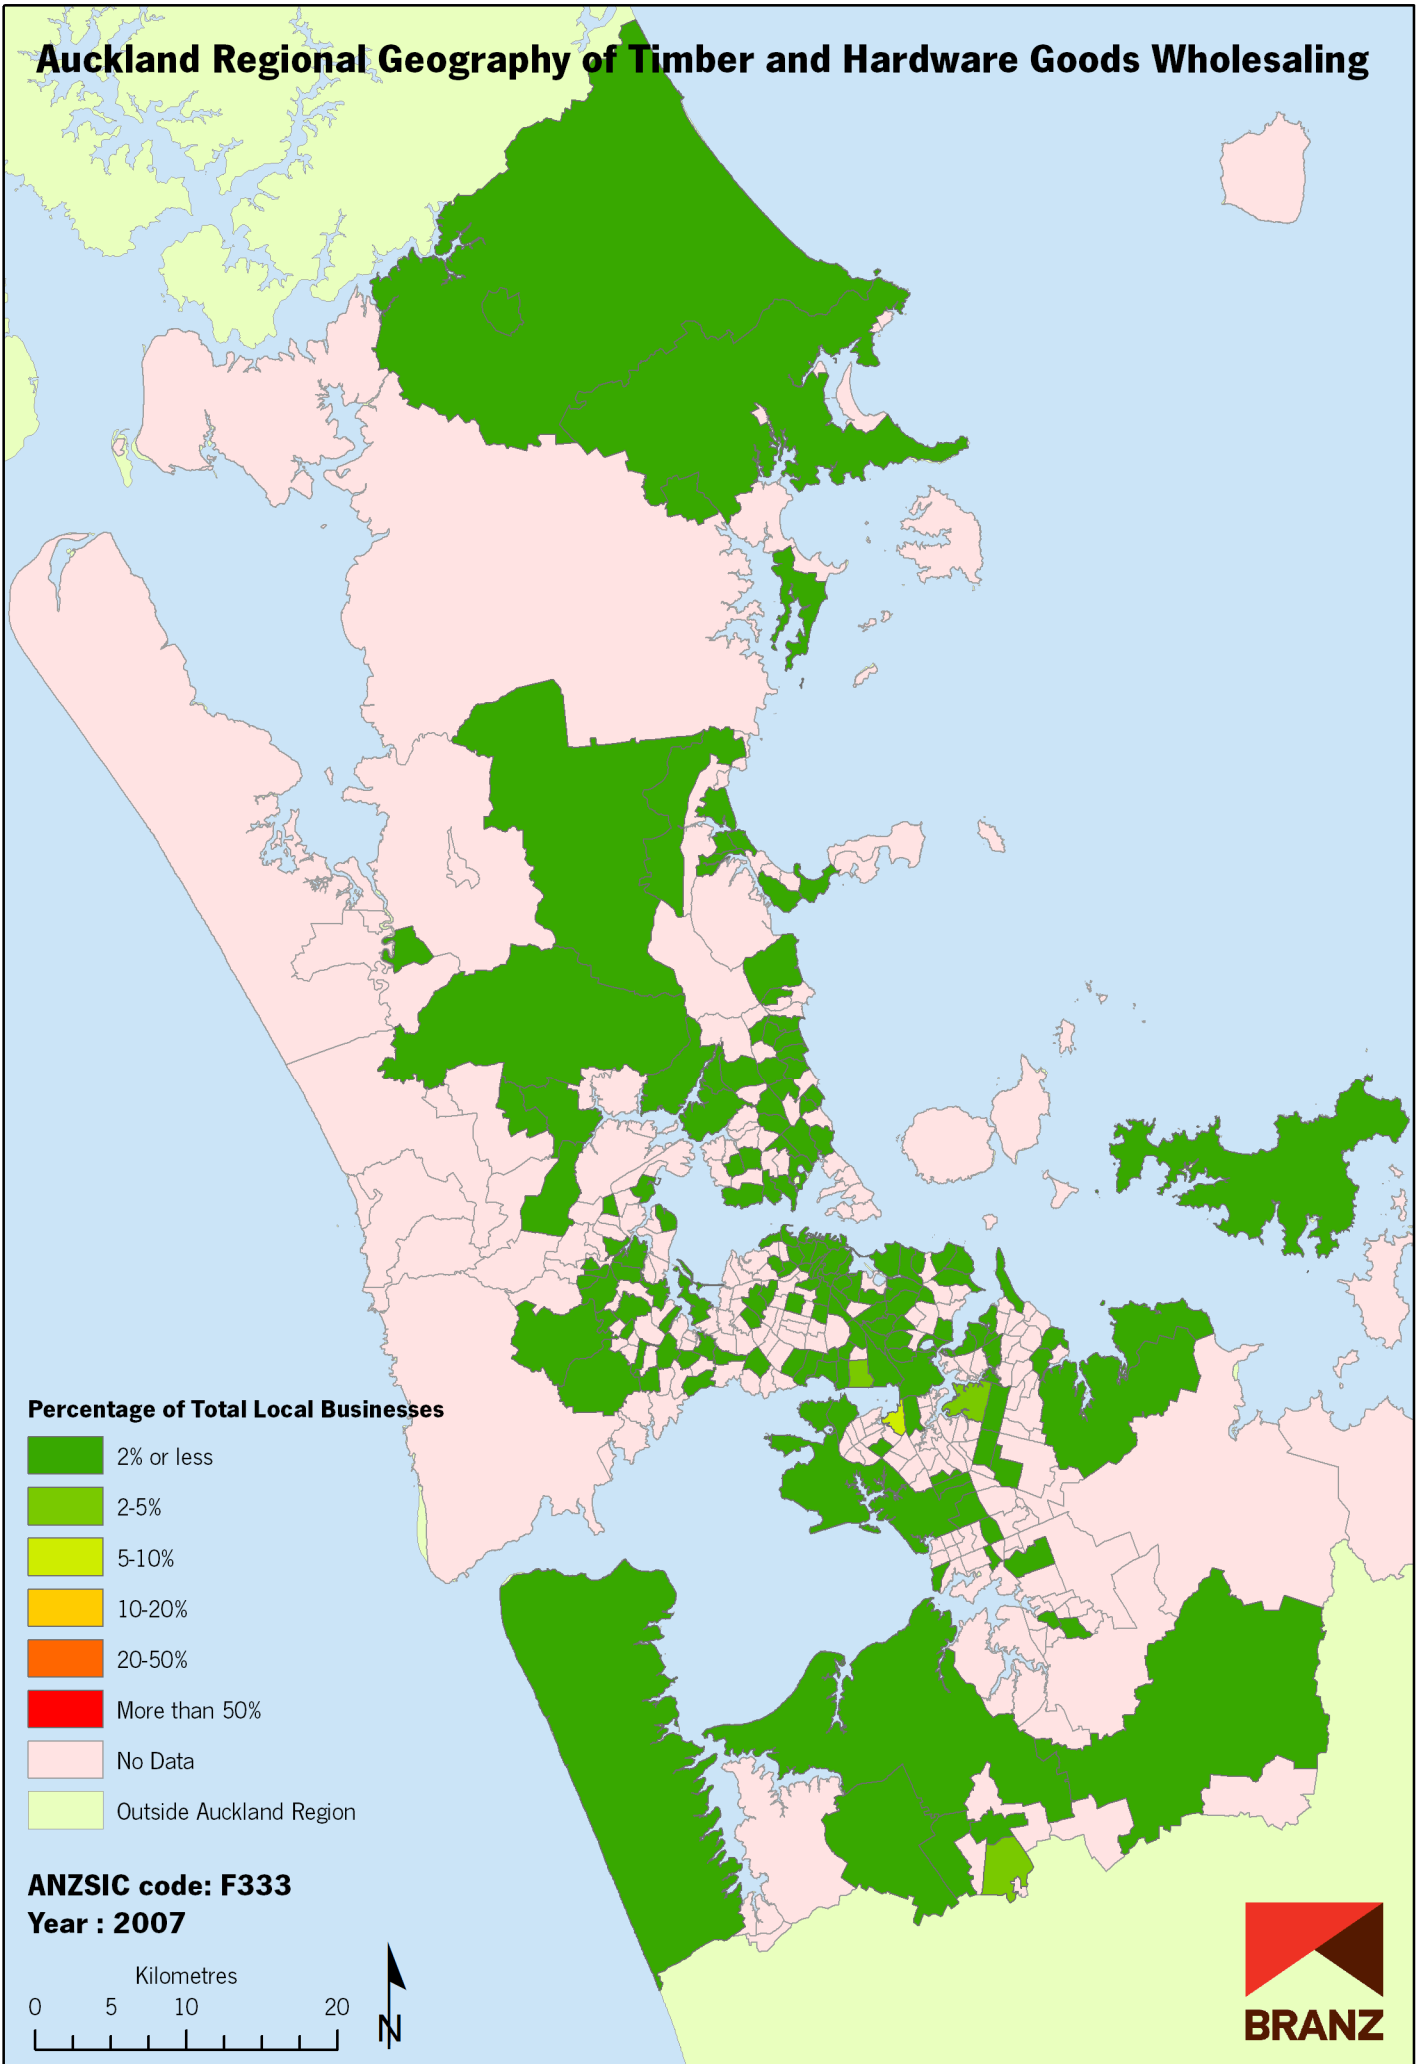 Auckland Regional Geography of Timber and Hardware Goods Wholesaling
Percentage of Total Local Businesses
2% or less
2-5%
5-10%
10-20%
20-50%
More than 50%
No Data
Outside Auckland Region
ANZSIC code: F333
Year : 2007
Kilometres
0 5 10 20
N
BRANZ